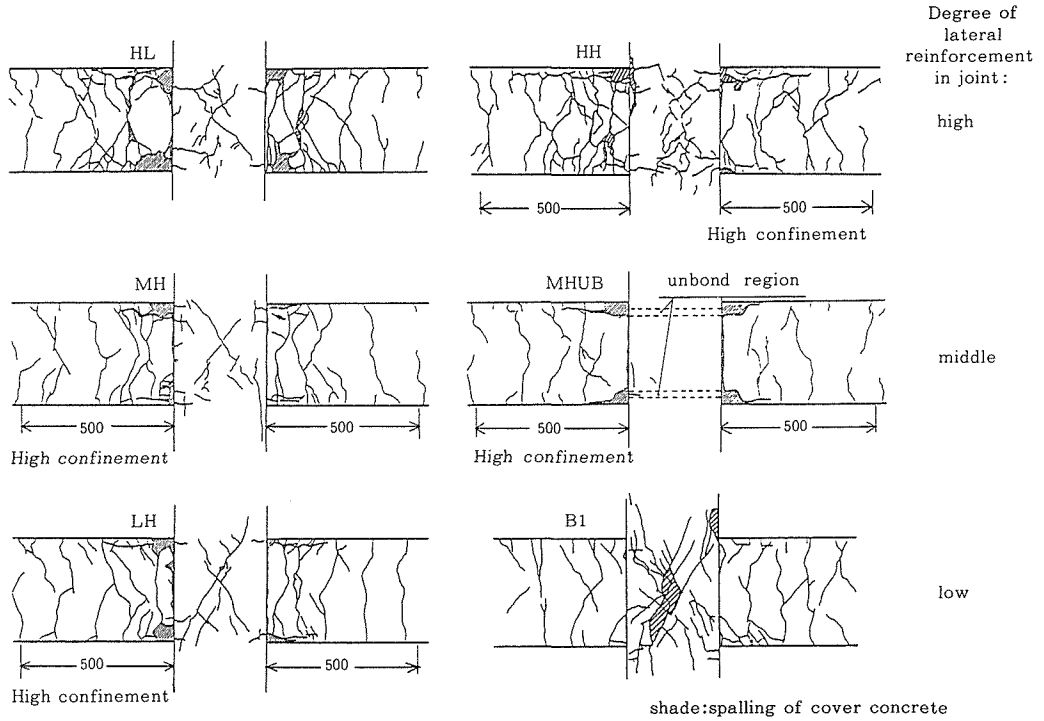 Degree of
lateral
reinforcement
in joint:
HL
HH
high
500
500
High confinement
MH
MHUB
unbond region
middle
500
500
500
500
High confinement
High confinement
LH
B1
low
500
500
High confinement
shade:spalling of cover concrete